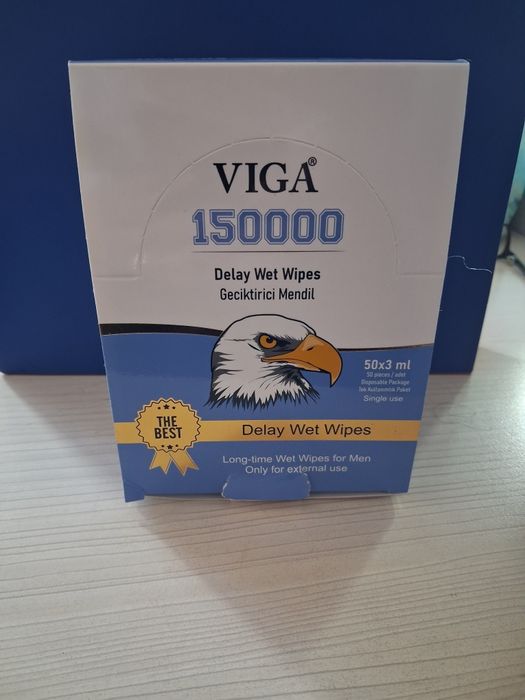 VIGA®
150000
Delay Wet Wipes
Geciktirici Mendil
50x3 ml
50 pieces / adet
Disposable Package
Tek Kullanımlık Paket
Single use
THE
BEST
Delay Wet Wipes
Long-time Wet Wipes for Men
Only for external use